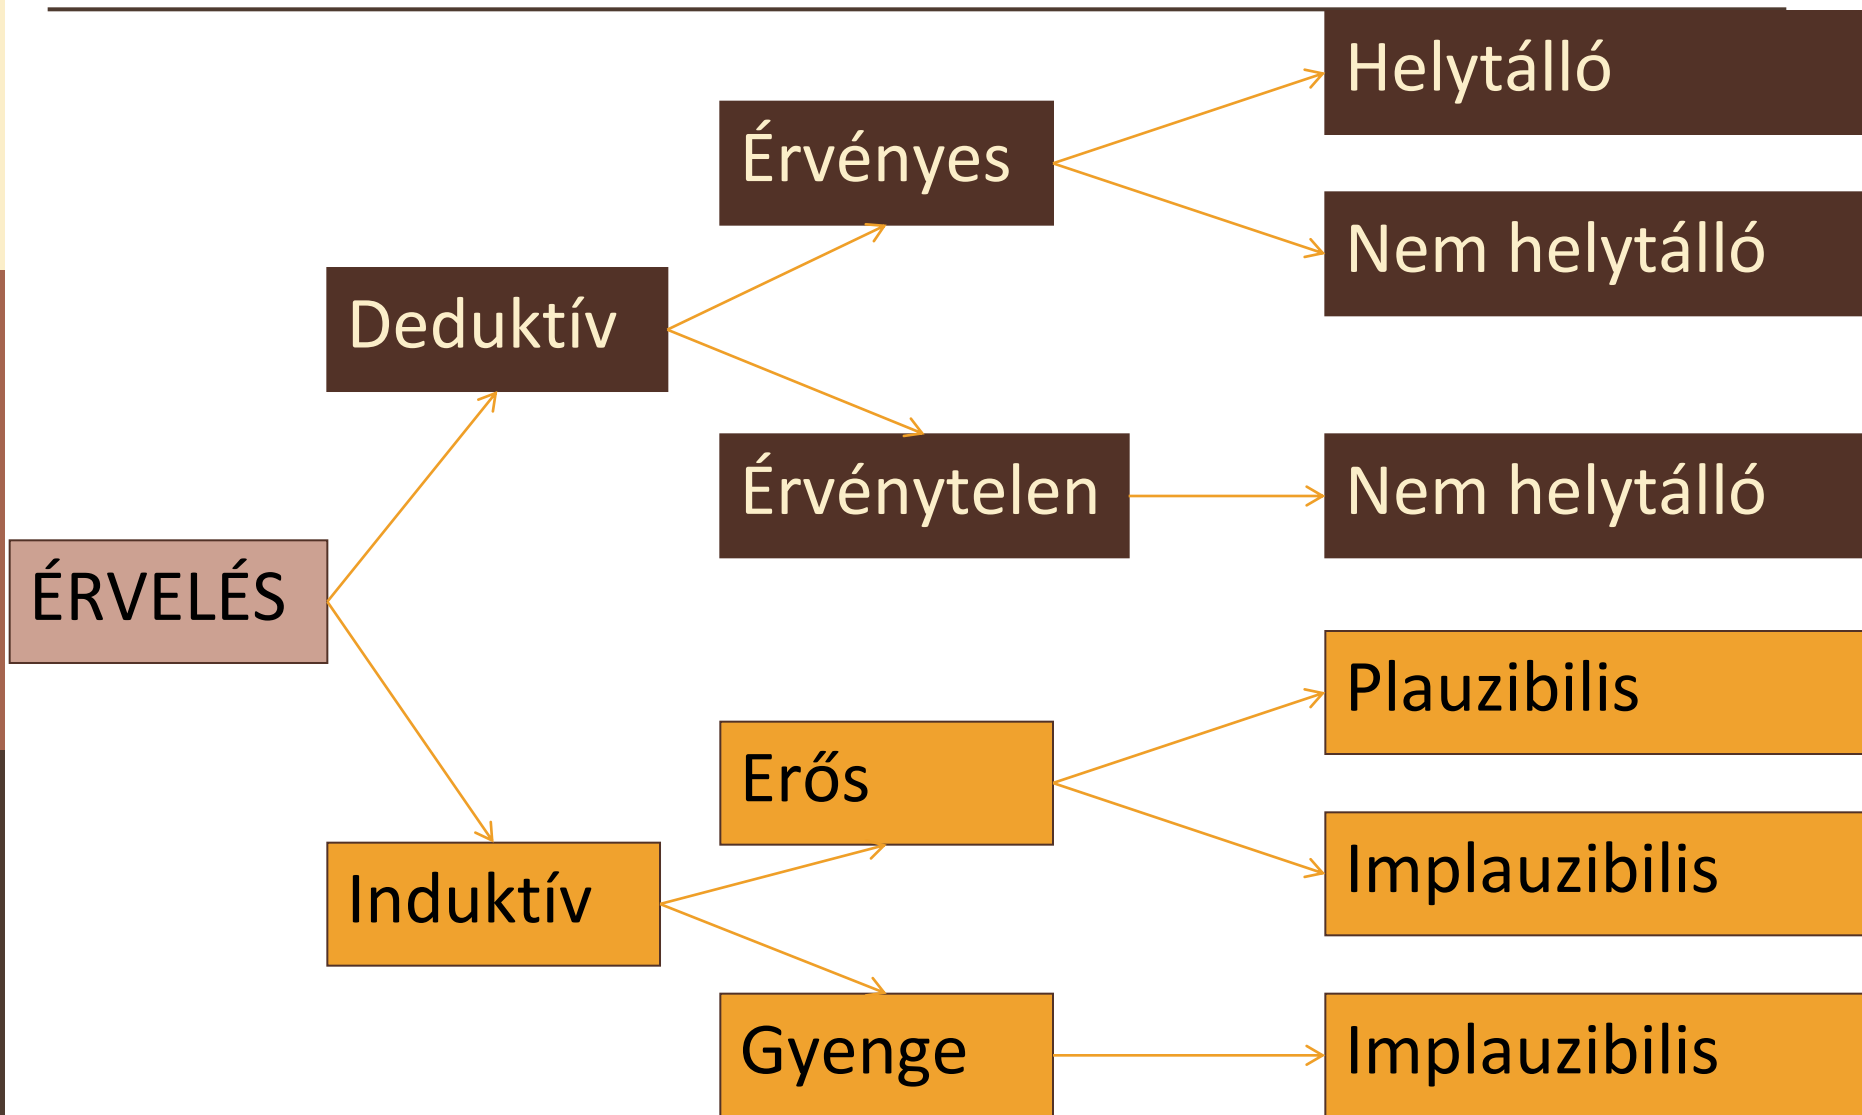 Helytálló
Érvényes
Nem helytálló
Deduktív
Érvénytelen
Nem helytálló
ÉRVELÉS
Plauzibilis
Erős
Implauzibilis
Induktív
Gyenge
Implauzibilis